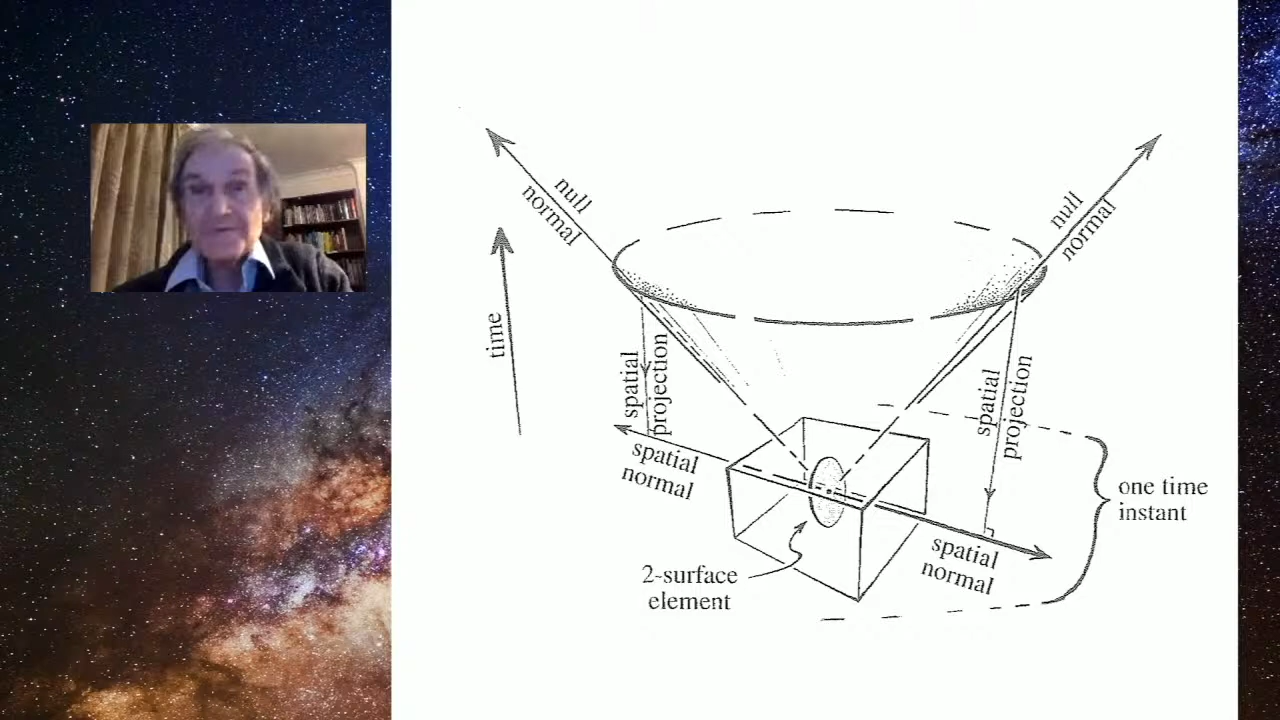 null
normal
null
normal
time
spatial
projection
spatial
projection
spatial
normal
one time
instant
spatial
normal
2-surface
element